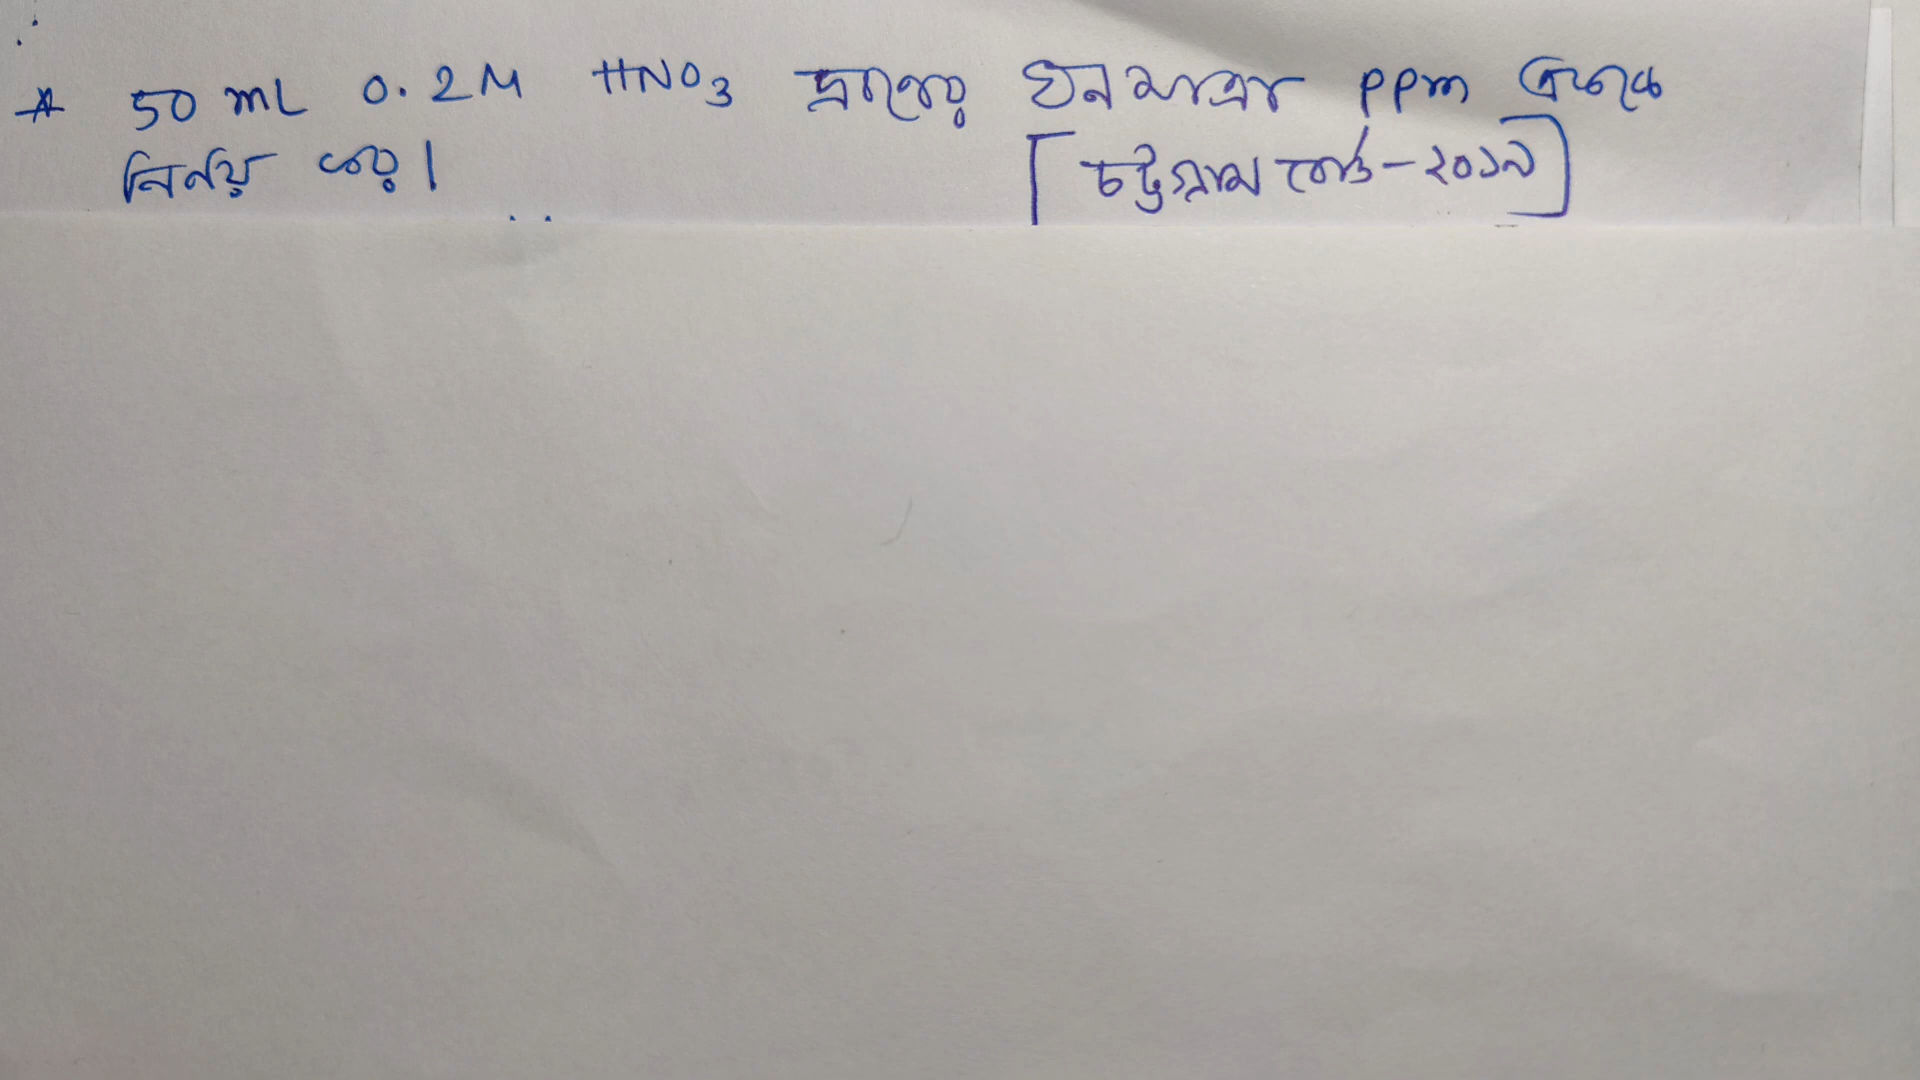 * 50 mL 0.2M HNO3 দ্রবণের ঘনমাত্রা ppm এককে
নির্ণয় কর।
[চট্টগ্রাম বোর্ড-২০১৯]